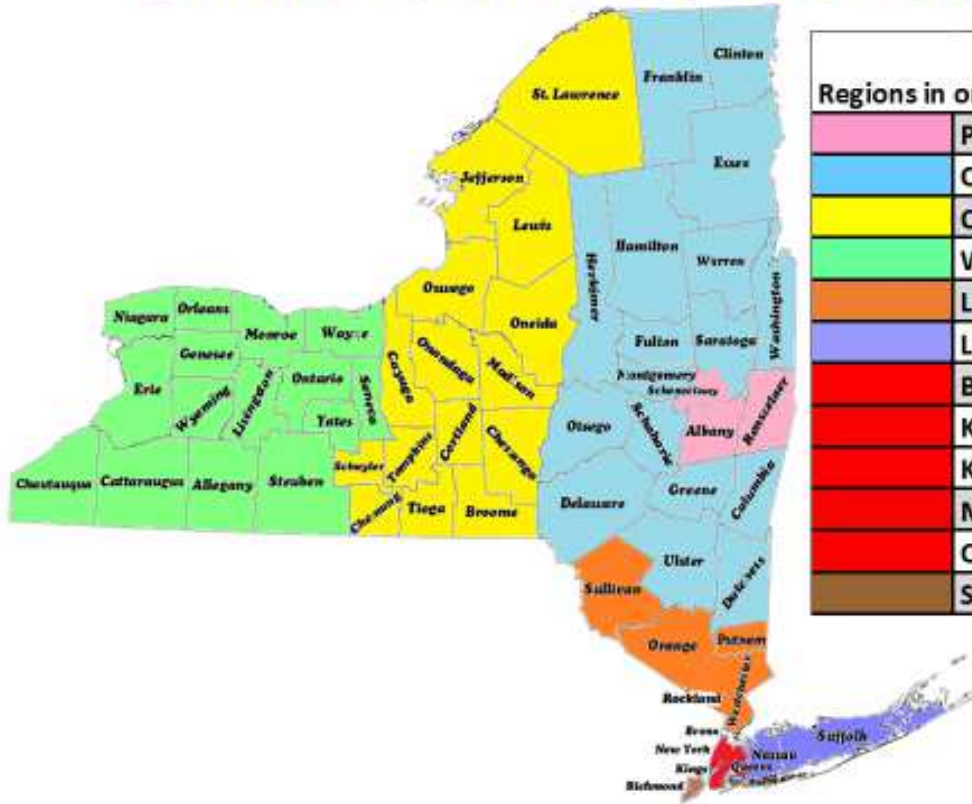 Clinton
Franklin
St. Lawrence
Essex
Jefferson
Lewis
Hamilton
Herkimer
Warren
Washington
Oswego
Oneida
Niagara
Orleans
Monroe
Wayne
Fulton
Saratoga
Genesee
Onondaga
Madison
Montgomery
Schenectady
Erie
Wyoming
Livingston
Ontario
Seneca
Cayuga
Yates
Cortland
Otsego
Schoharie
Albany
Rensselaer
Schuyler
Tompkins
Chenango
Chautauqua
Cattaraugus
Allegany
Steuben
Chemung
Tioga
Broome
Delaware
Greene
Columbia
Ulster
Dutchess
Sullivan
Orange
Putnam
Rockland
Westchester
Bronx
New York
Nassau
Suffolk
Kings
Queens
Richmond
Regions in or
P
C
C
V
L
L
B
K
K
N
C
S